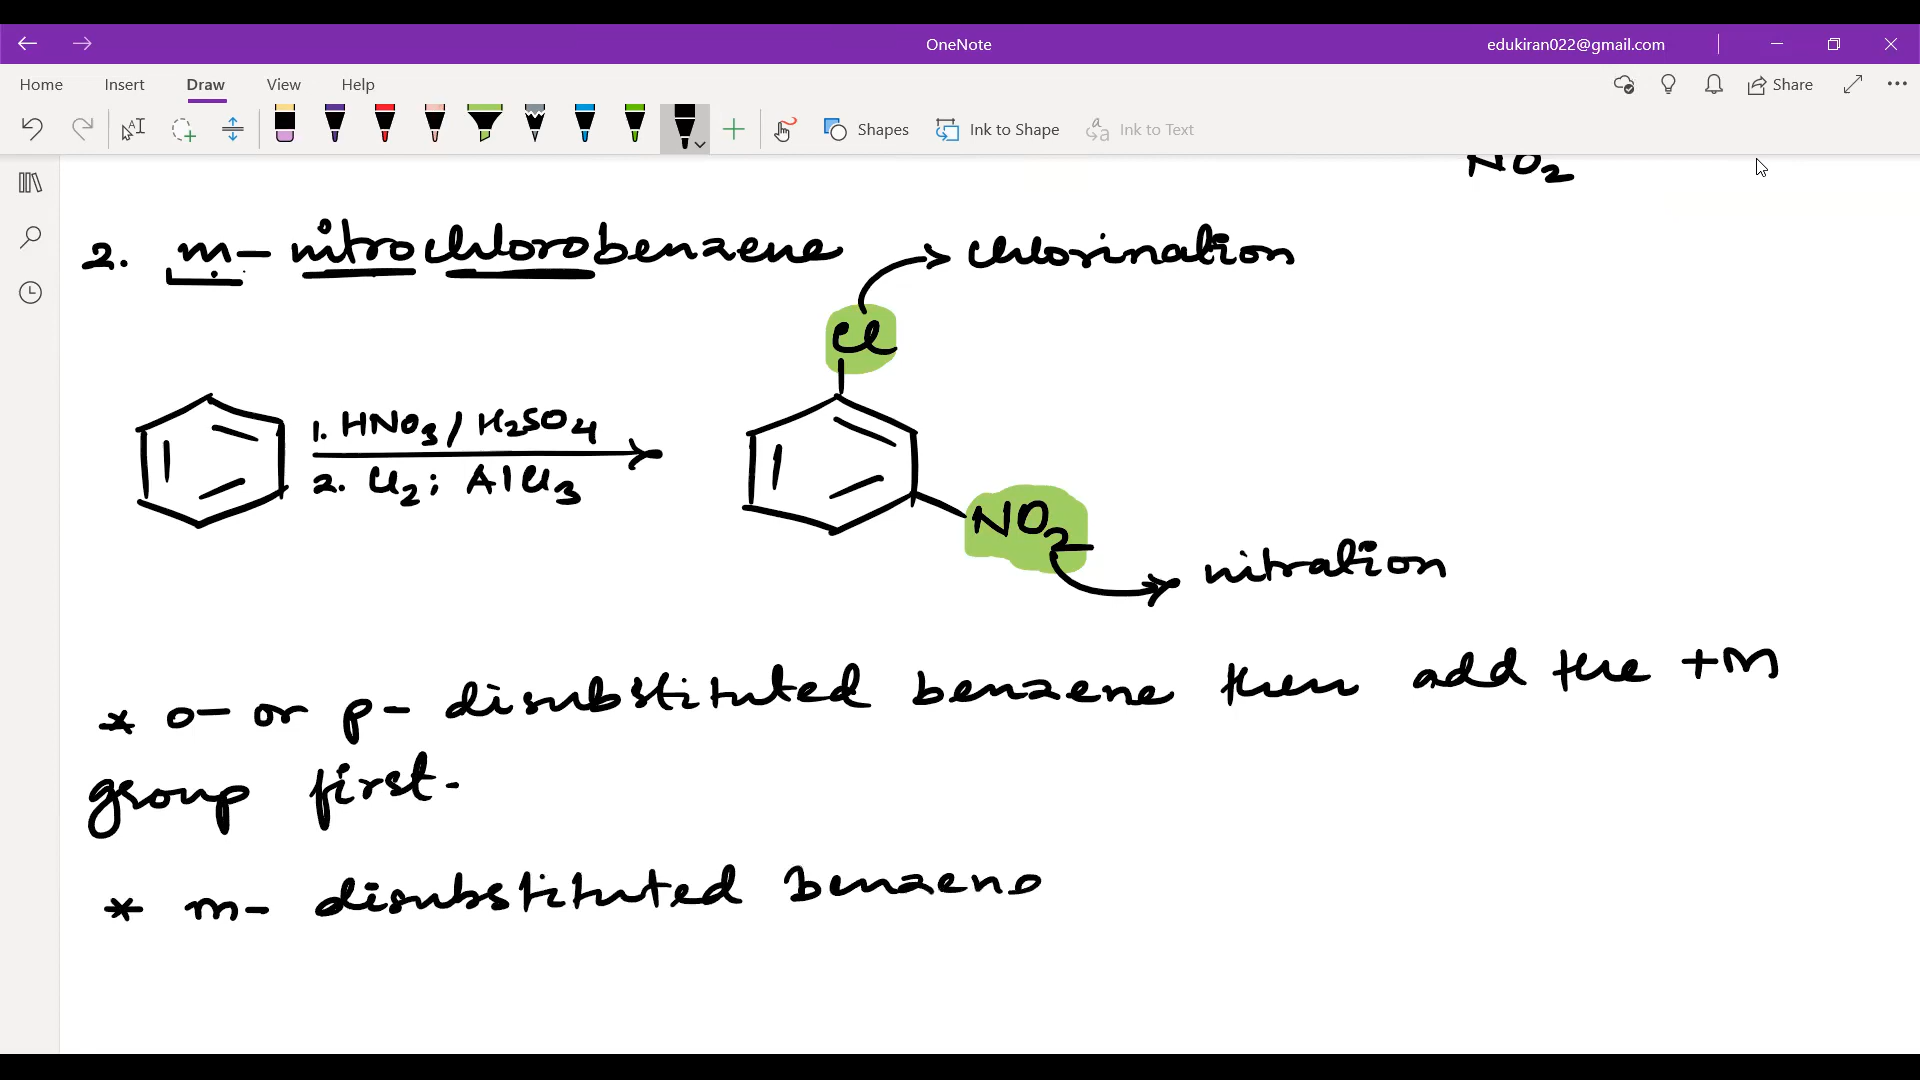 OneNote
edukiran022@gmail.com
Home Insert Draw View Help
Share
Shapes Ink to Shape Ink to Text
NO2
2. m- nitrochlorobenzene → chlorination
Cl
1. HNO3 / H2SO4
2. Cl2 ; AlCl3
NO2
nitration
* o- or p- disubstituted benzene then add the +M
group first.
* m- disubstituted benzene